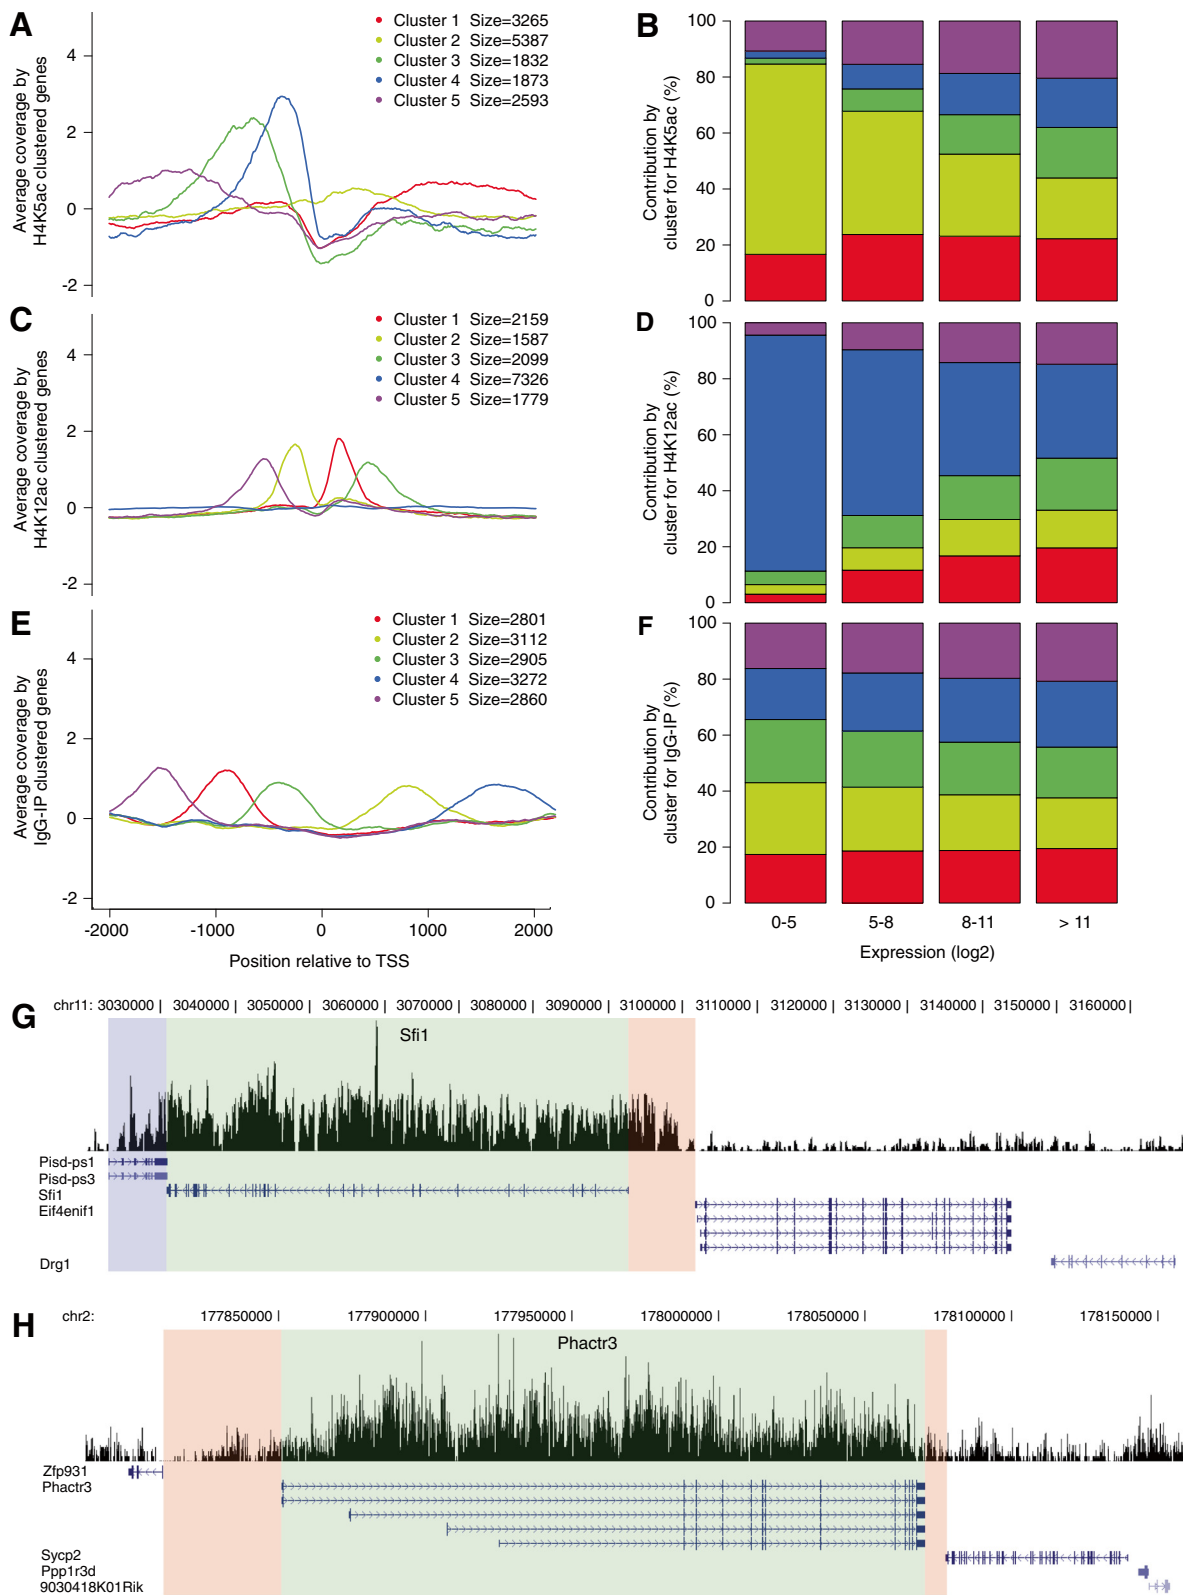 A
Average coverage by
H4K5ac clustered genes
4
2
0
-2
Cluster 1 Size=3265
Cluster 2 Size=5387
Cluster 3 Size=1832
Cluster 4 Size=1873
Cluster 5 Size=2593
B
Contribution by
cluster for H4K5ac (%)
100
80
60
40
20
0
C
Average coverage by
H4K12ac clustered genes
4
2
0
-2
Cluster 1 Size=2159
Cluster 2 Size=1587
Cluster 3 Size=2099
Cluster 4 Size=7326
Cluster 5 Size=1779
D
Contribution by
cluster for H4K12ac (%)
100
80
60
40
20
0
E
Average coverage by
IgG-IP clustered genes
4
2
0
-2
Cluster 1 Size=2801
Cluster 2 Size=3112
Cluster 3 Size=2905
Cluster 4 Size=3272
Cluster 5 Size=2860
-2000 -1000 0 1000 2000
Position relative to TSS
F
Contribution by
cluster for IgG-IP (%)
100
80
60
40
20
0
0-5 5-8 8-11 > 11
Expression (log2)
G
chr11: 3030000 3040000 3050000 3060000 3070000 3080000 3090000 3100000 3110000 3120000 3130000 3140000 3150000 3160000
Sfi1
Pisd-ps1
Pisd-ps3
Sfi1
Eif4enif1
Drg1
H
chr2: 177850000 177900000 177950000 178000000 178050000 178100000 178150000
Phactr3
Zfp931
Phactr3
Sycp2
Ppp1r3d
9030418K01Rik